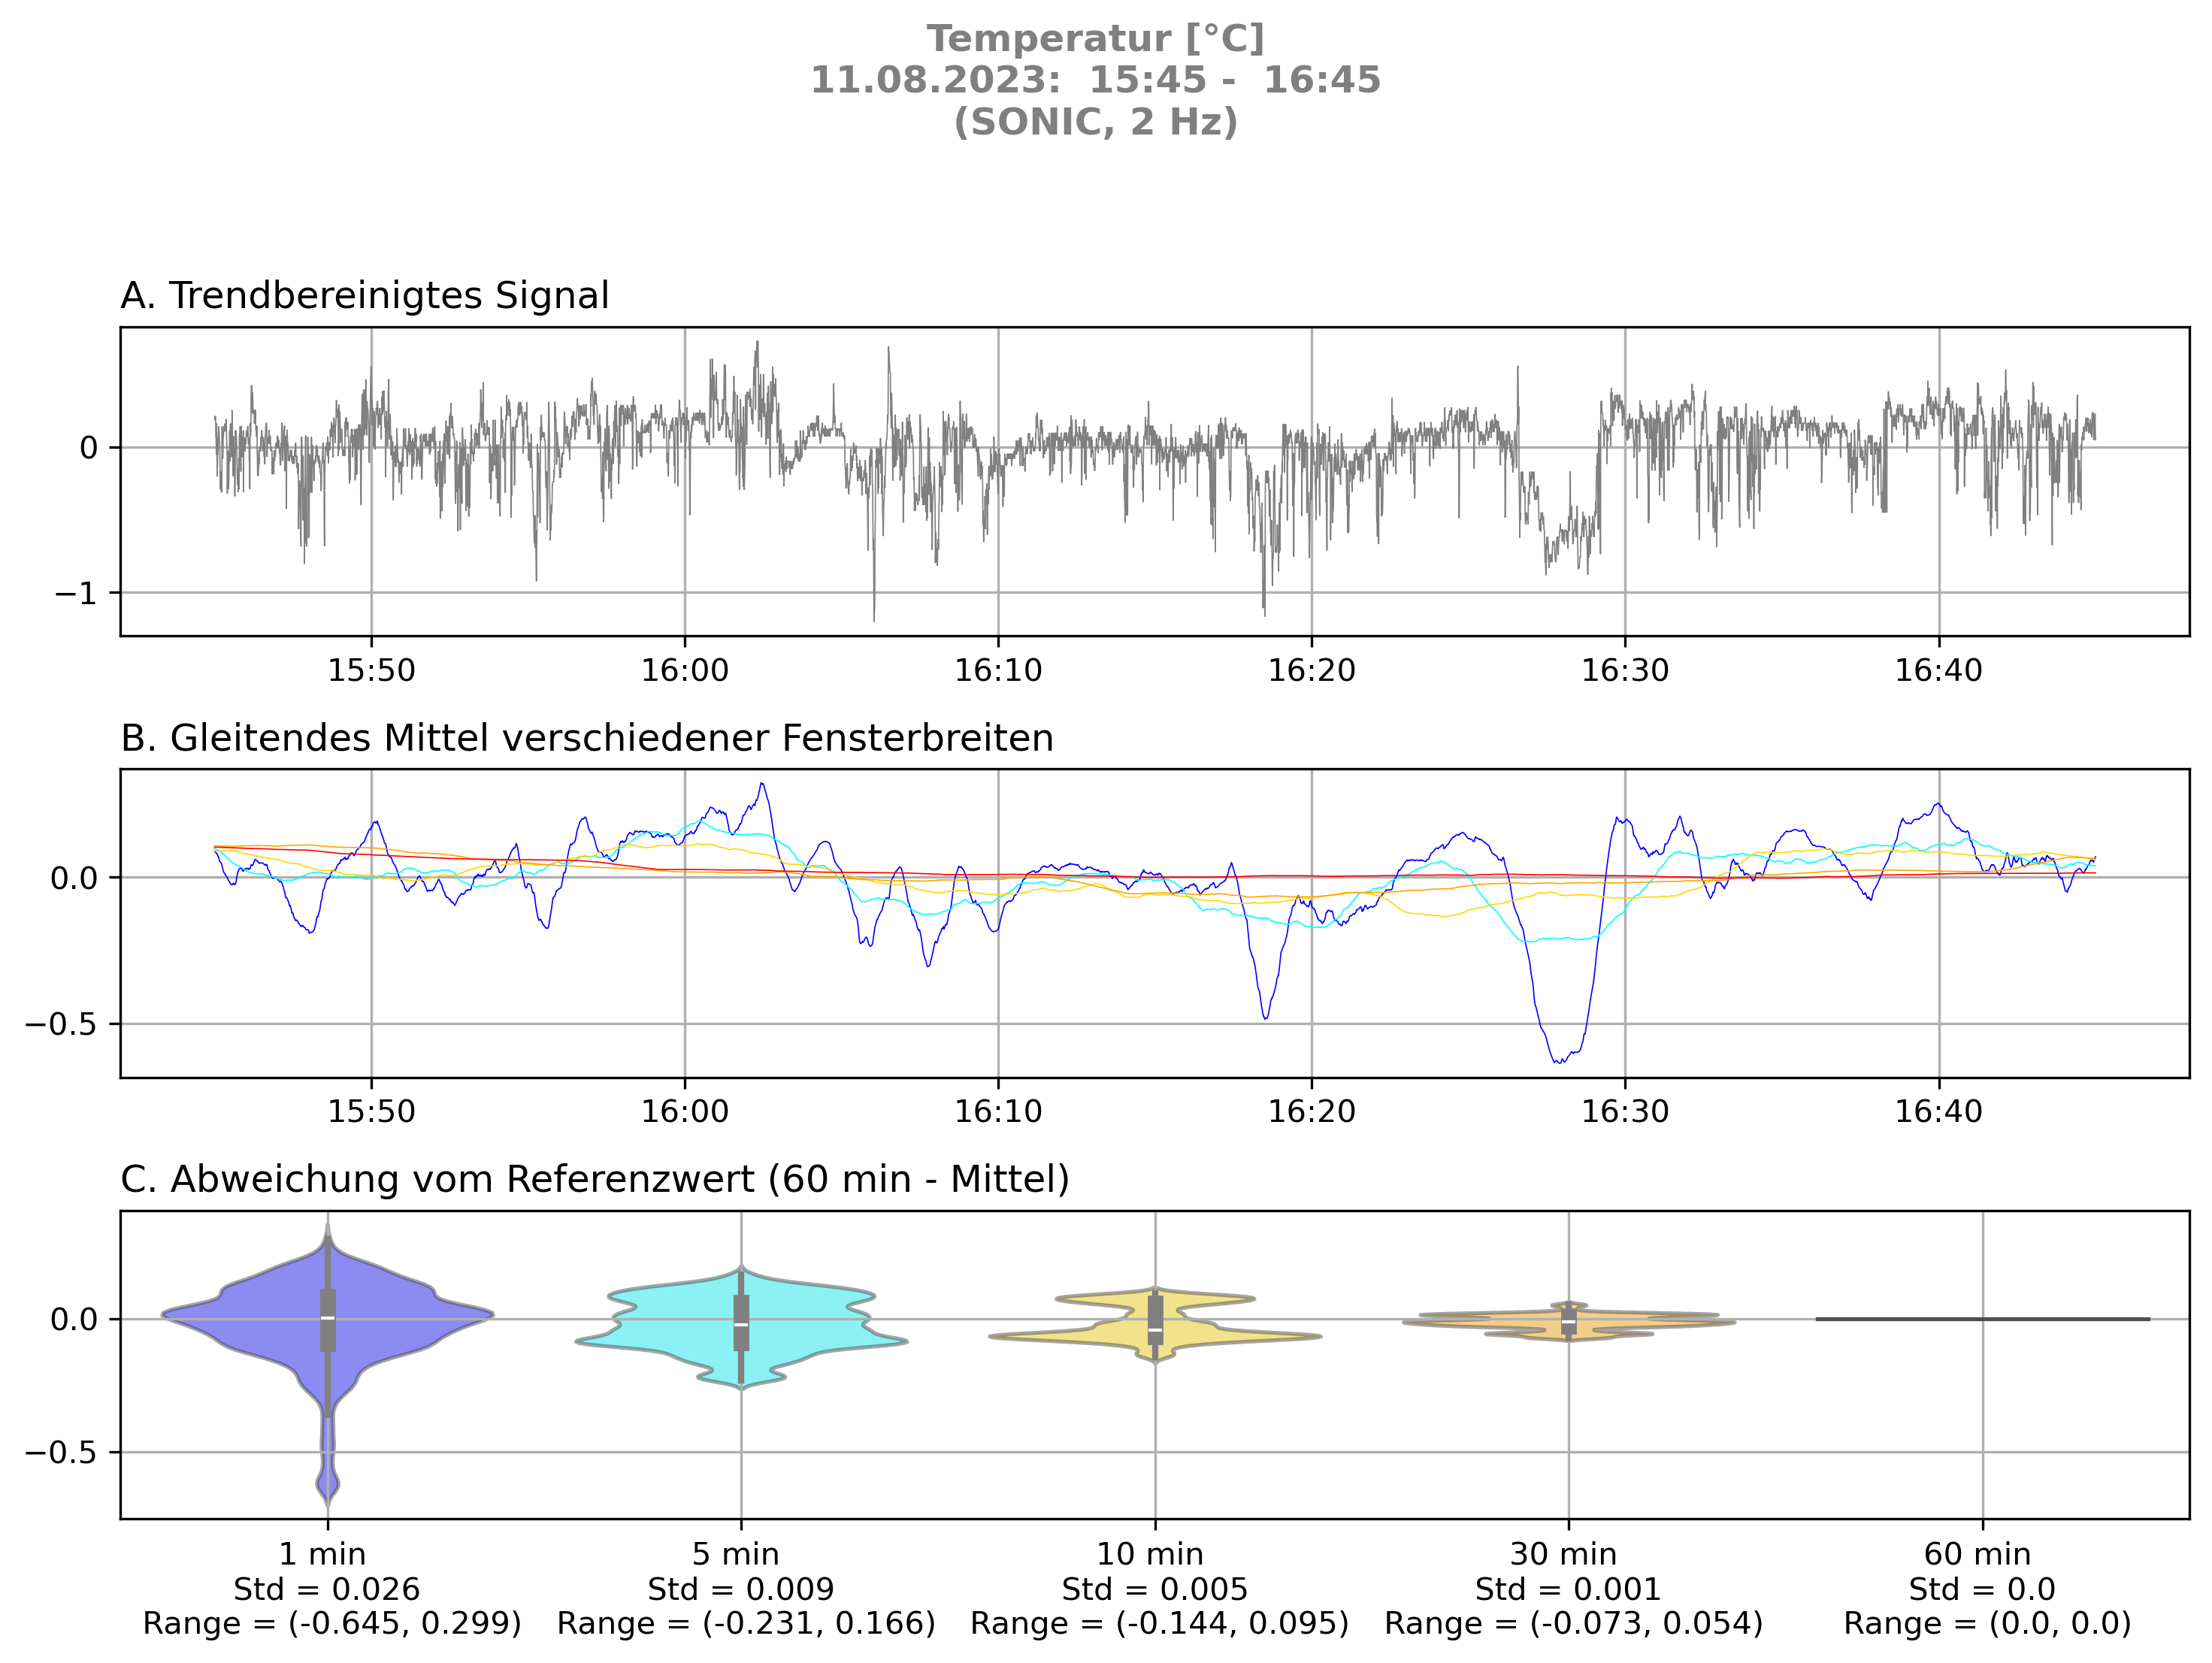 Temperatur [°C]
11.08.2023:  15:45 -  16:45
(SONIC, 2 Hz)
A. Trendbereinigtes Signal
0
−1
15:50 16:00 16:10 16:20 16:30 16:40
B. Gleitendes Mittel verschiedener Fensterbreiten
0.0
−0.5
15:50 16:00 16:10 16:20 16:30 16:40
C. Abweichung vom Referenzwert (60 min - Mittel)
0.0
−0.5
1 min 5 min 10 min 30 min 60 min
Std = 0.026 Std = 0.009 Std = 0.005 Std = 0.001 Std = 0.0
Range = (-0.645, 0.299) Range = (-0.231, 0.166) Range = (-0.144, 0.095) Range = (-0.073, 0.054) Range = (0.0, 0.0)